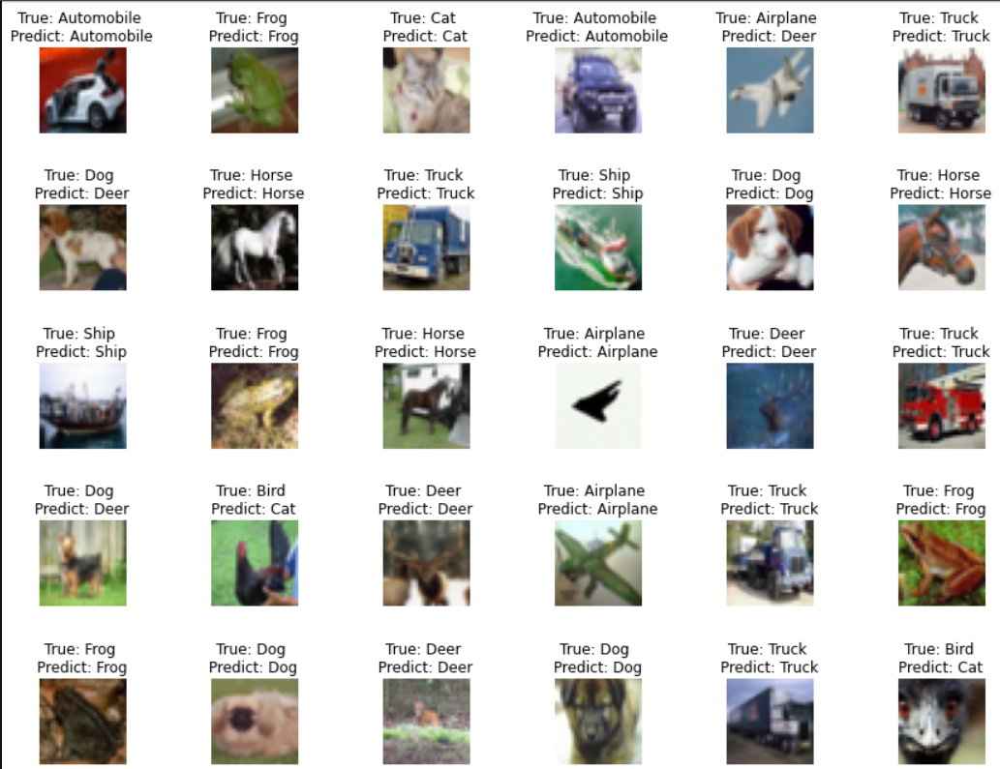 True: Automobile
Predict: Automobile
True: Frog
Predict: Frog
True: Cat
Predict: Cat
True: Automobile
Predict: Automobile
True: Airplane
Predict: Deer
True: Truck
Predict: Truck
True: Dog
Predict: Deer
True: Horse
Predict: Horse
True: Truck
Predict: Truck
True: Ship
Predict: Ship
True: Dog
Predict: Dog
True: Horse
Predict: Horse
True: Ship
Predict: Ship
True: Frog
Predict: Frog
True: Horse
Predict: Horse
True: Airplane
Predict: Airplane
True: Deer
Predict: Deer
True: Truck
Predict: Truck
True: Dog
Predict: Deer
True: Bird
Predict: Cat
True: Deer
Predict: Deer
True: Airplane
Predict: Airplane
True: Truck
Predict: Truck
True: Frog
Predict: Frog
True: Frog
Predict: Frog
True: Dog
Predict: Dog
True: Deer
Predict: Deer
True: Dog
Predict: Dog
True: Truck
Predict: Truck
True: Bird
Predict: Cat